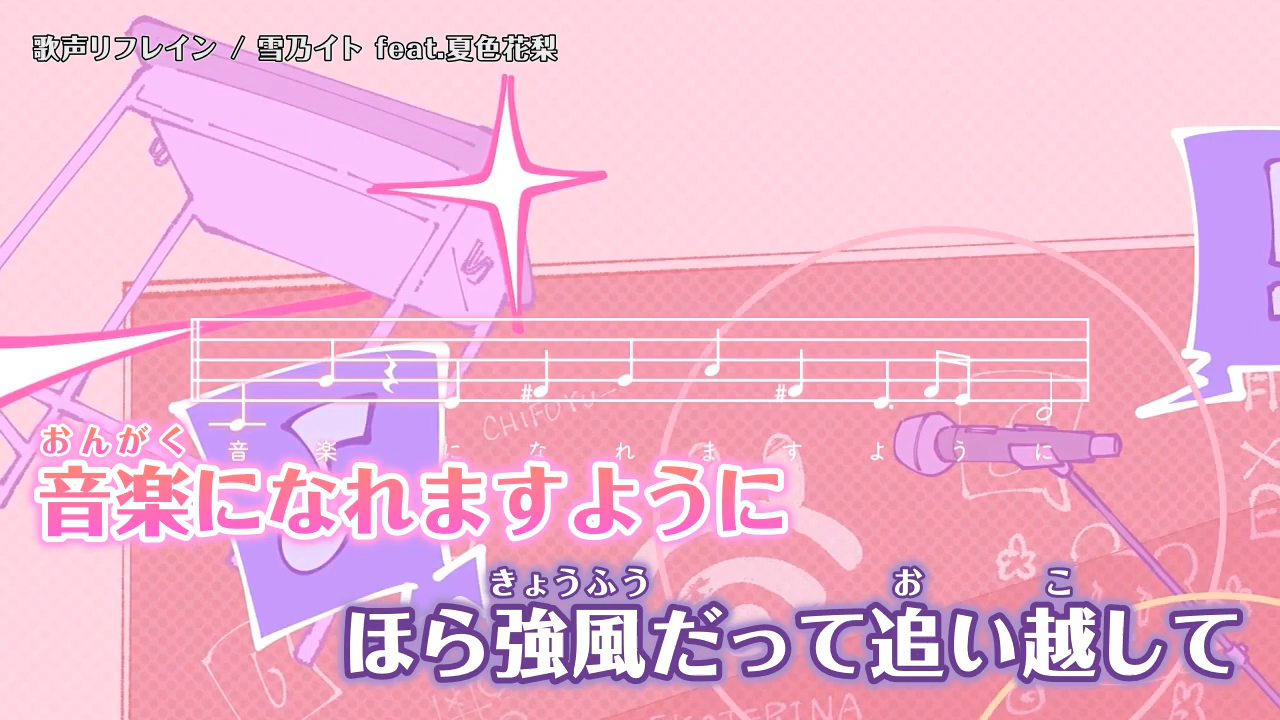 歌声リフレイン / 雪乃イト feat.夏色花梨
CHIFUYU
音 楽 に な れ ま す よ う に
おんがく
音楽になれますように
きょうふう お こ
ほら強風だって追い越して
EKATERINA